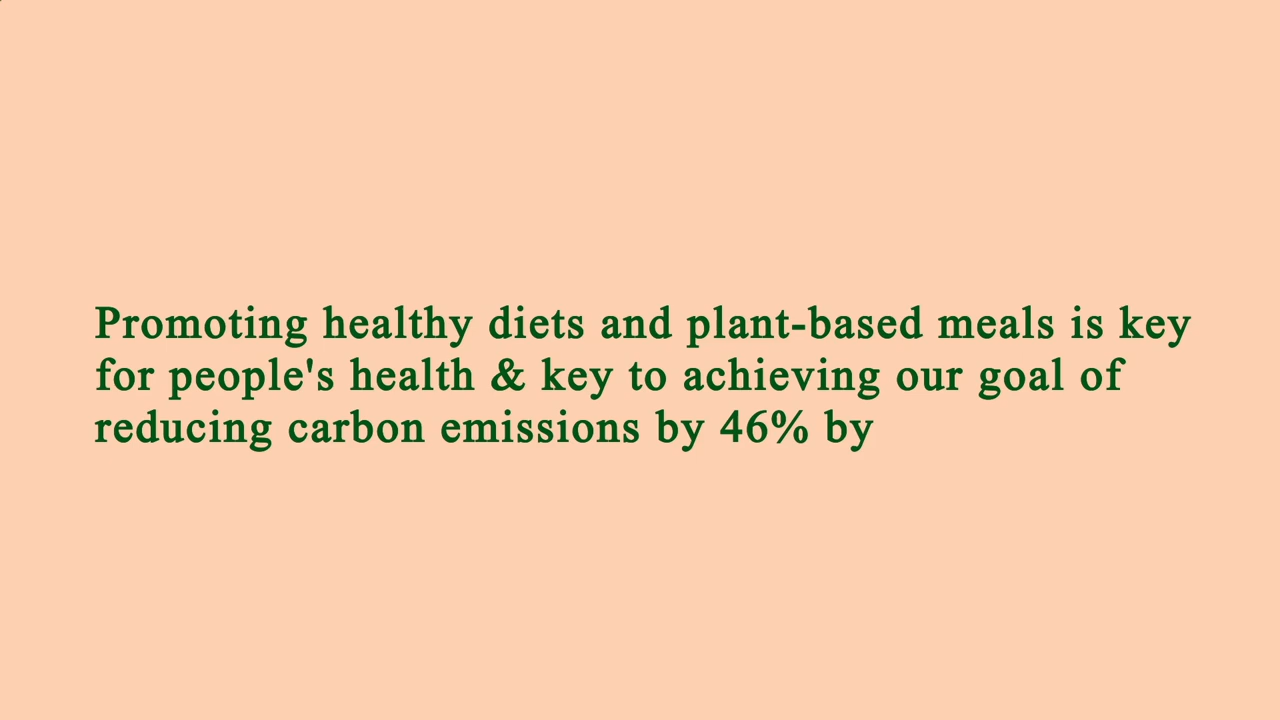 Promoting healthy diets and plant-based meals is key
for people's health & key to achieving our goal of
reducing carbon emissions by 46% by